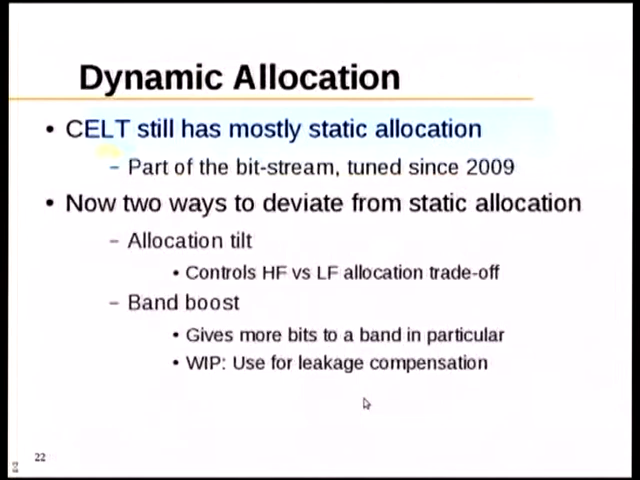 Dynamic Allocation
• CELT still has mostly static allocation
– Part of the bit-stream, tuned since 2009
• Now two ways to deviate from static allocation
– Allocation tilt
• Controls HF vs LF allocation trade-off
– Band boost
• Gives more bits to a band in particular
• WIP: Use for leakage compensation
22